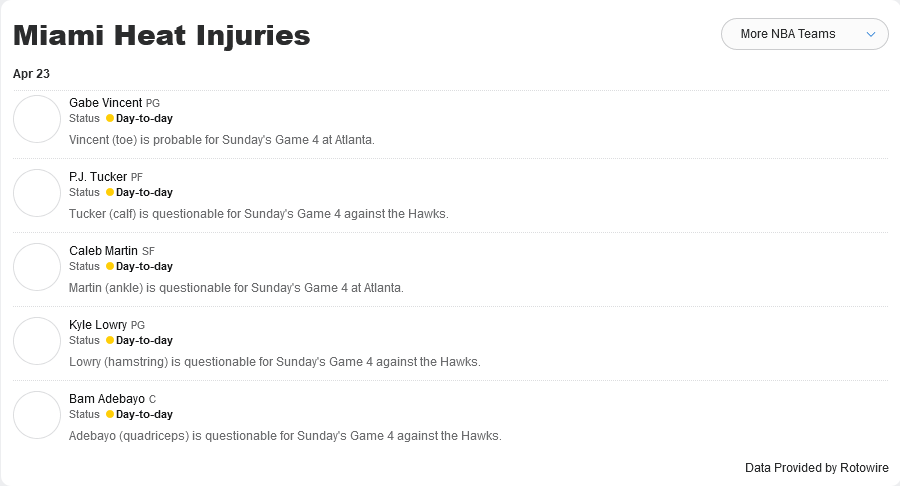 Miami Heat Injuries
More NBA Teams
Apr 23
Gabe Vincent PG
Status Day-to-day
Vincent (toe) is probable for Sunday's Game 4 at Atlanta.
P.J. Tucker PF
Status Day-to-day
Tucker (calf) is questionable for Sunday's Game 4 against the Hawks.
Caleb Martin SF
Status Day-to-day
Martin (ankle) is questionable for Sunday's Game 4 at Atlanta.
Kyle Lowry PG
Status Day-to-day
Lowry (hamstring) is questionable for Sunday's Game 4 against the Hawks.
Bam Adebayo C
Status Day-to-day
Adebayo (quadriceps) is questionable for Sunday's Game 4 against the Hawks.
Data Provided by Rotowire